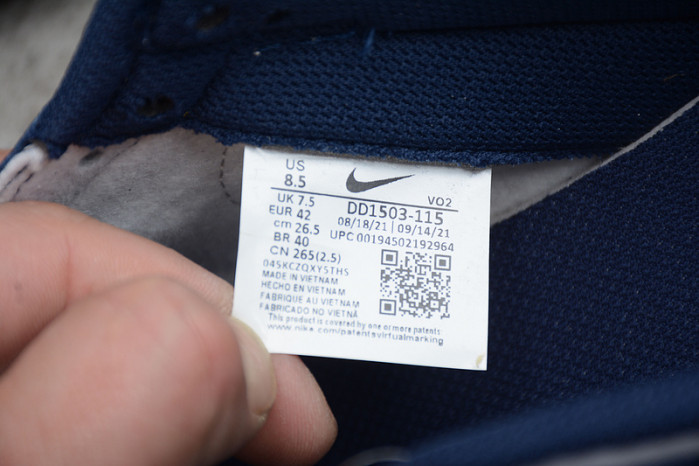 US
8.5
VO2
UK 7.5
DD1503-115
EUR 42
08/18/21 | 09/14/21
cm 26.5
UPC 00194502192964
BR 40
CN 265(2.5)
045KCZQXY5THS
MADE IN VIETNAM
HECHO EN VIETNAM
FABRIQUE AU VIETNAM
FABRICADO NO VIETNÃ
This product is covered by one or more patents
www.nike.com/patentsvirtualmarking